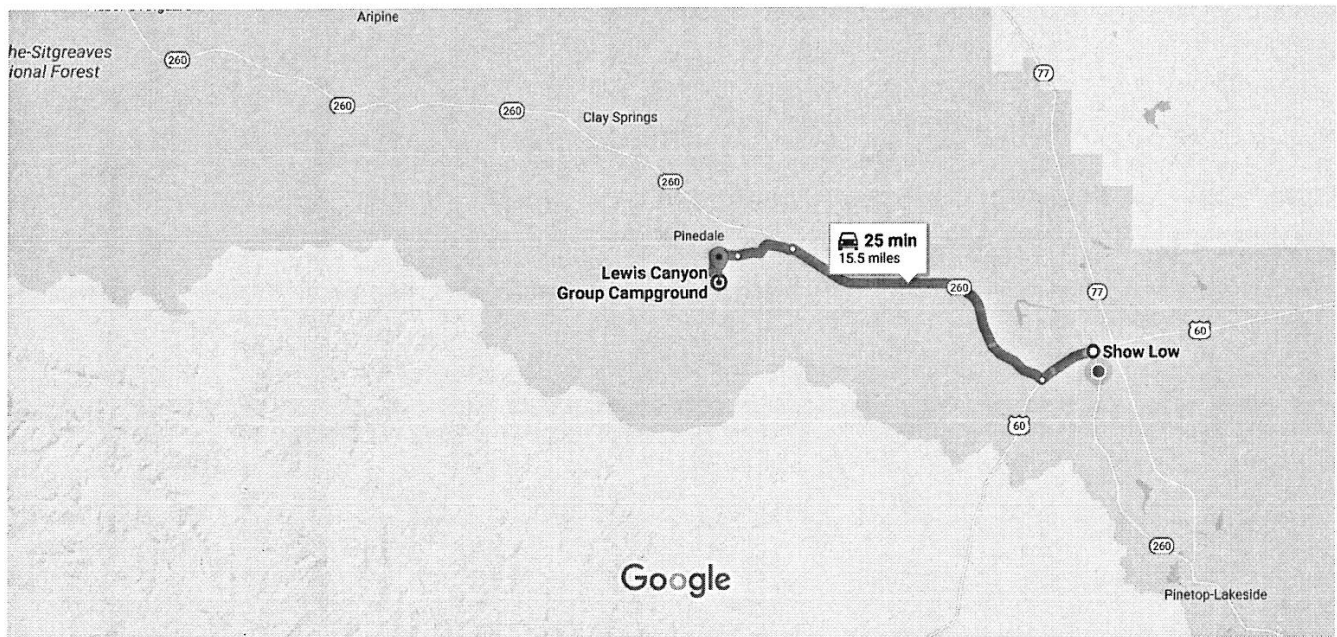 Aripine
he-Sitgreaves
ional Forest
260
77
260
260
Clay Springs
260
Pinedale
25 min
15.5 miles
Lewis Canyon
Group Campground
260
77
60
Show Low
60
260
Pinetop-Lakeside
Google